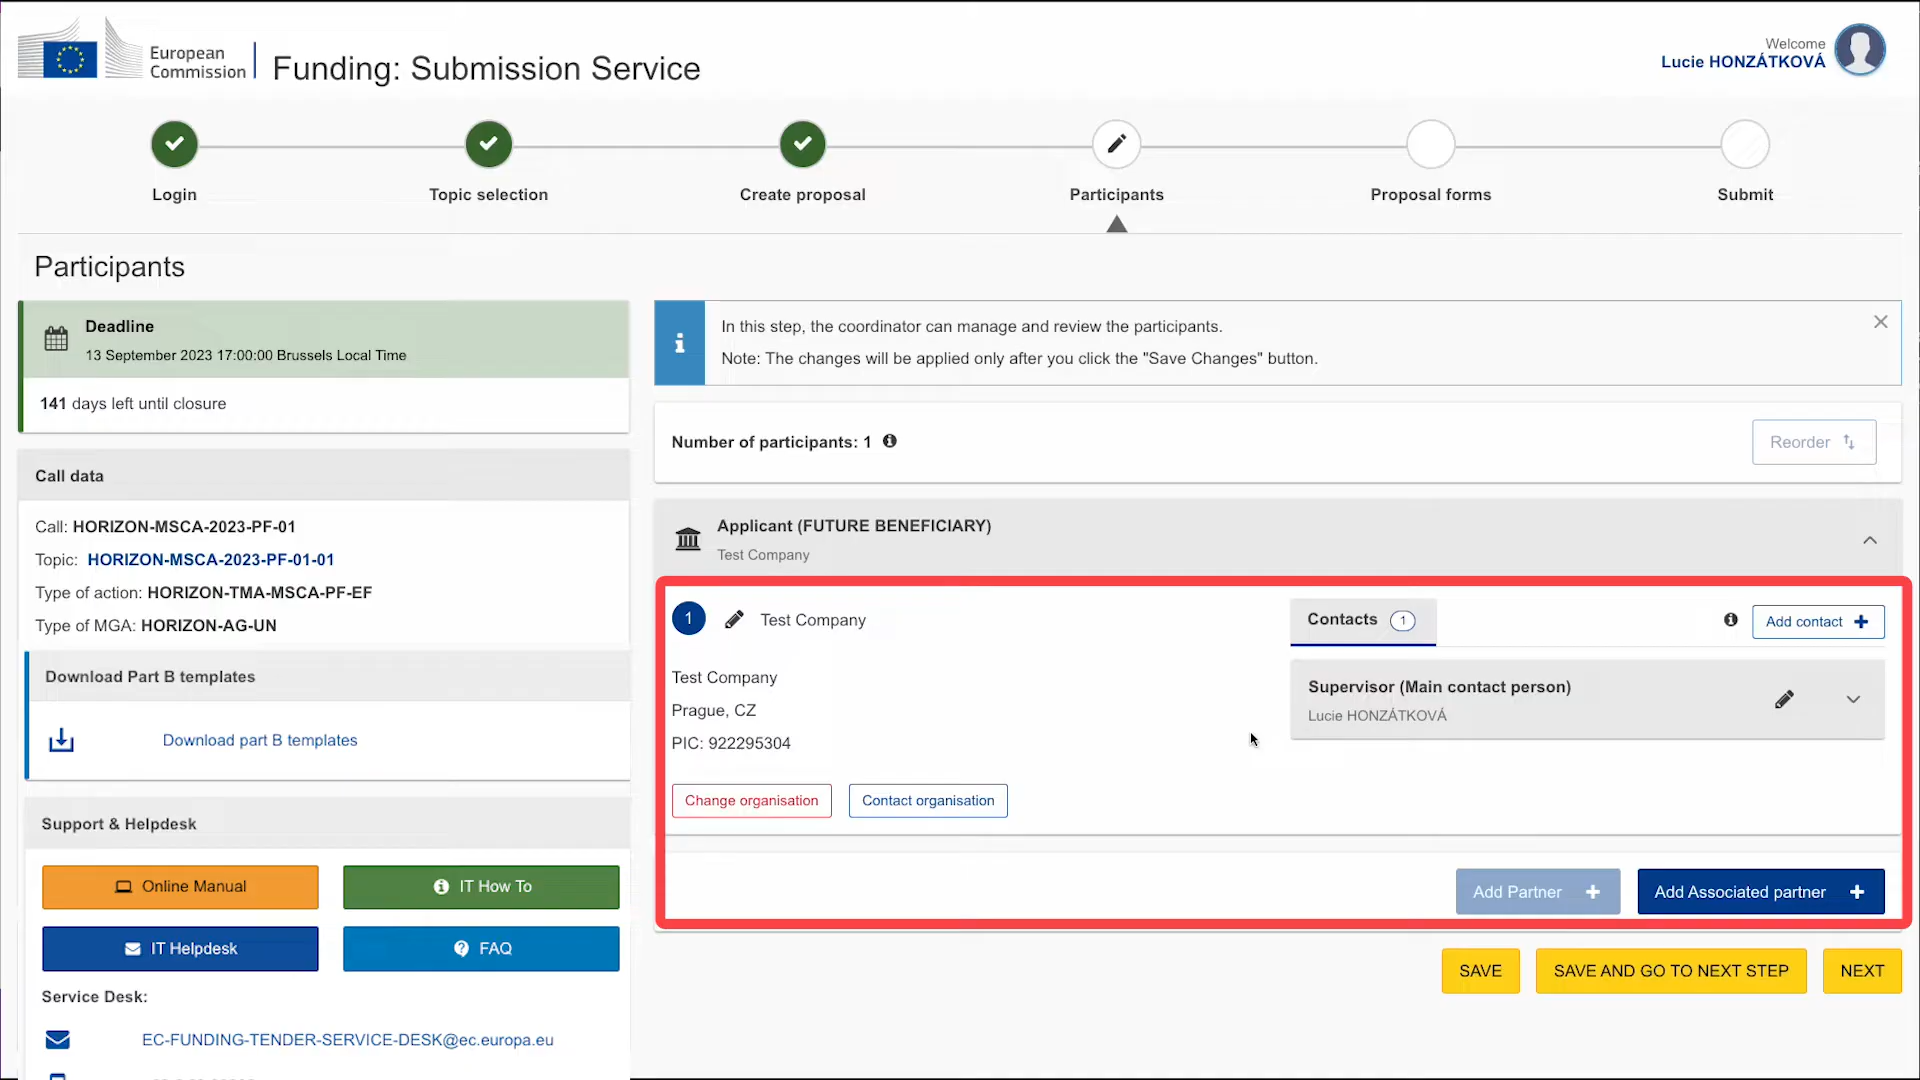 European
Commission
Funding: Submission Service
Welcome
Lucie HONZÁTKOVÁ
Login
Topic selection
Create proposal
Participants
Proposal forms
Submit
Participants
Deadline
13 September 2023 17:00:00 Brussels Local Time
141 days left until closure
Call data
Call: HORIZON-MSCA-2023-PF-01
Topic: HORIZON-MSCA-2023-PF-01-01
Type of action: HORIZON-TMA-MSCA-PF-EF
Type of MGA: HORIZON-AG-UN
Download Part B templates
Download part B templates
Support & Helpdesk
Online Manual
IT How To
IT Helpdesk
FAQ
Service Desk:
EC-FUNDING-TENDER-SERVICE-DESK@ec.europa.eu
In this step, the coordinator can manage and review the participants.
Note: The changes will be applied only after you click the "Save Changes" button.
Number of participants: 1
Reorder
Applicant (FUTURE BENEFICIARY)
Test Company
1
Test Company
Test Company
Prague, CZ
PIC: 922295304
Change organisation
Contact organisation
Contacts 1
Add contact
Supervisor (Main contact person)
Lucie HONZÁTKOVÁ
Add Partner
Add Associated partner
SAVE
SAVE AND GO TO NEXT STEP
NEXT